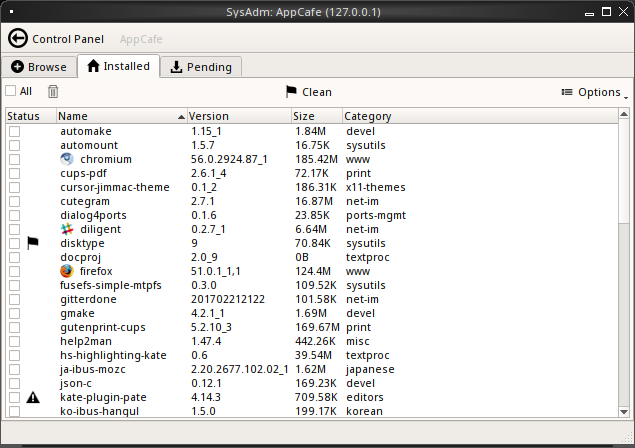 SysAdm: AppCafe (127.0.0.1)
Control Panel AppCafe
Browse Installed Pending
All Clean Options
Status Name Version Size Category
automake 1.15_1 1.84M devel
automount 1.5.7 16.75K sysutils
chromium 56.0.2924.87_1 185.42M www
cups-pdf 2.6.1_4 72.17K print
cursor-jimmac-theme 0.1_2 186.31K x11-themes
cutegram 2.7.1 16.87M net-im
dialog4ports 0.1.6 23.85K ports-mgmt
diligent 0.2.7_1 6.64M net-im
disktype 9 70.84K sysutils
docproj 2.0_9 0B textproc
firefox 51.0.1_1,1 124.4M www
fusefs-simple-mtpfs 0.3.0 109.52K sysutils
gitterdone 201702212122 101.58K net-im
gmake 4.2.1_1 1.69M devel
gutenprint-cups 5.2.10_3 169.67M print
help2man 1.47.4 442.26K misc
hs-highlighting-kate 0.6 39.54M textproc
ja-ibus-mozc 2.20.2677.102.02_1 1.62M japanese
json-c 0.12.1 169.23K devel
kate-plugin-pate 4.14.3 709.58K editors
ko-ibus-hangul 1.5.0 199.17K korean